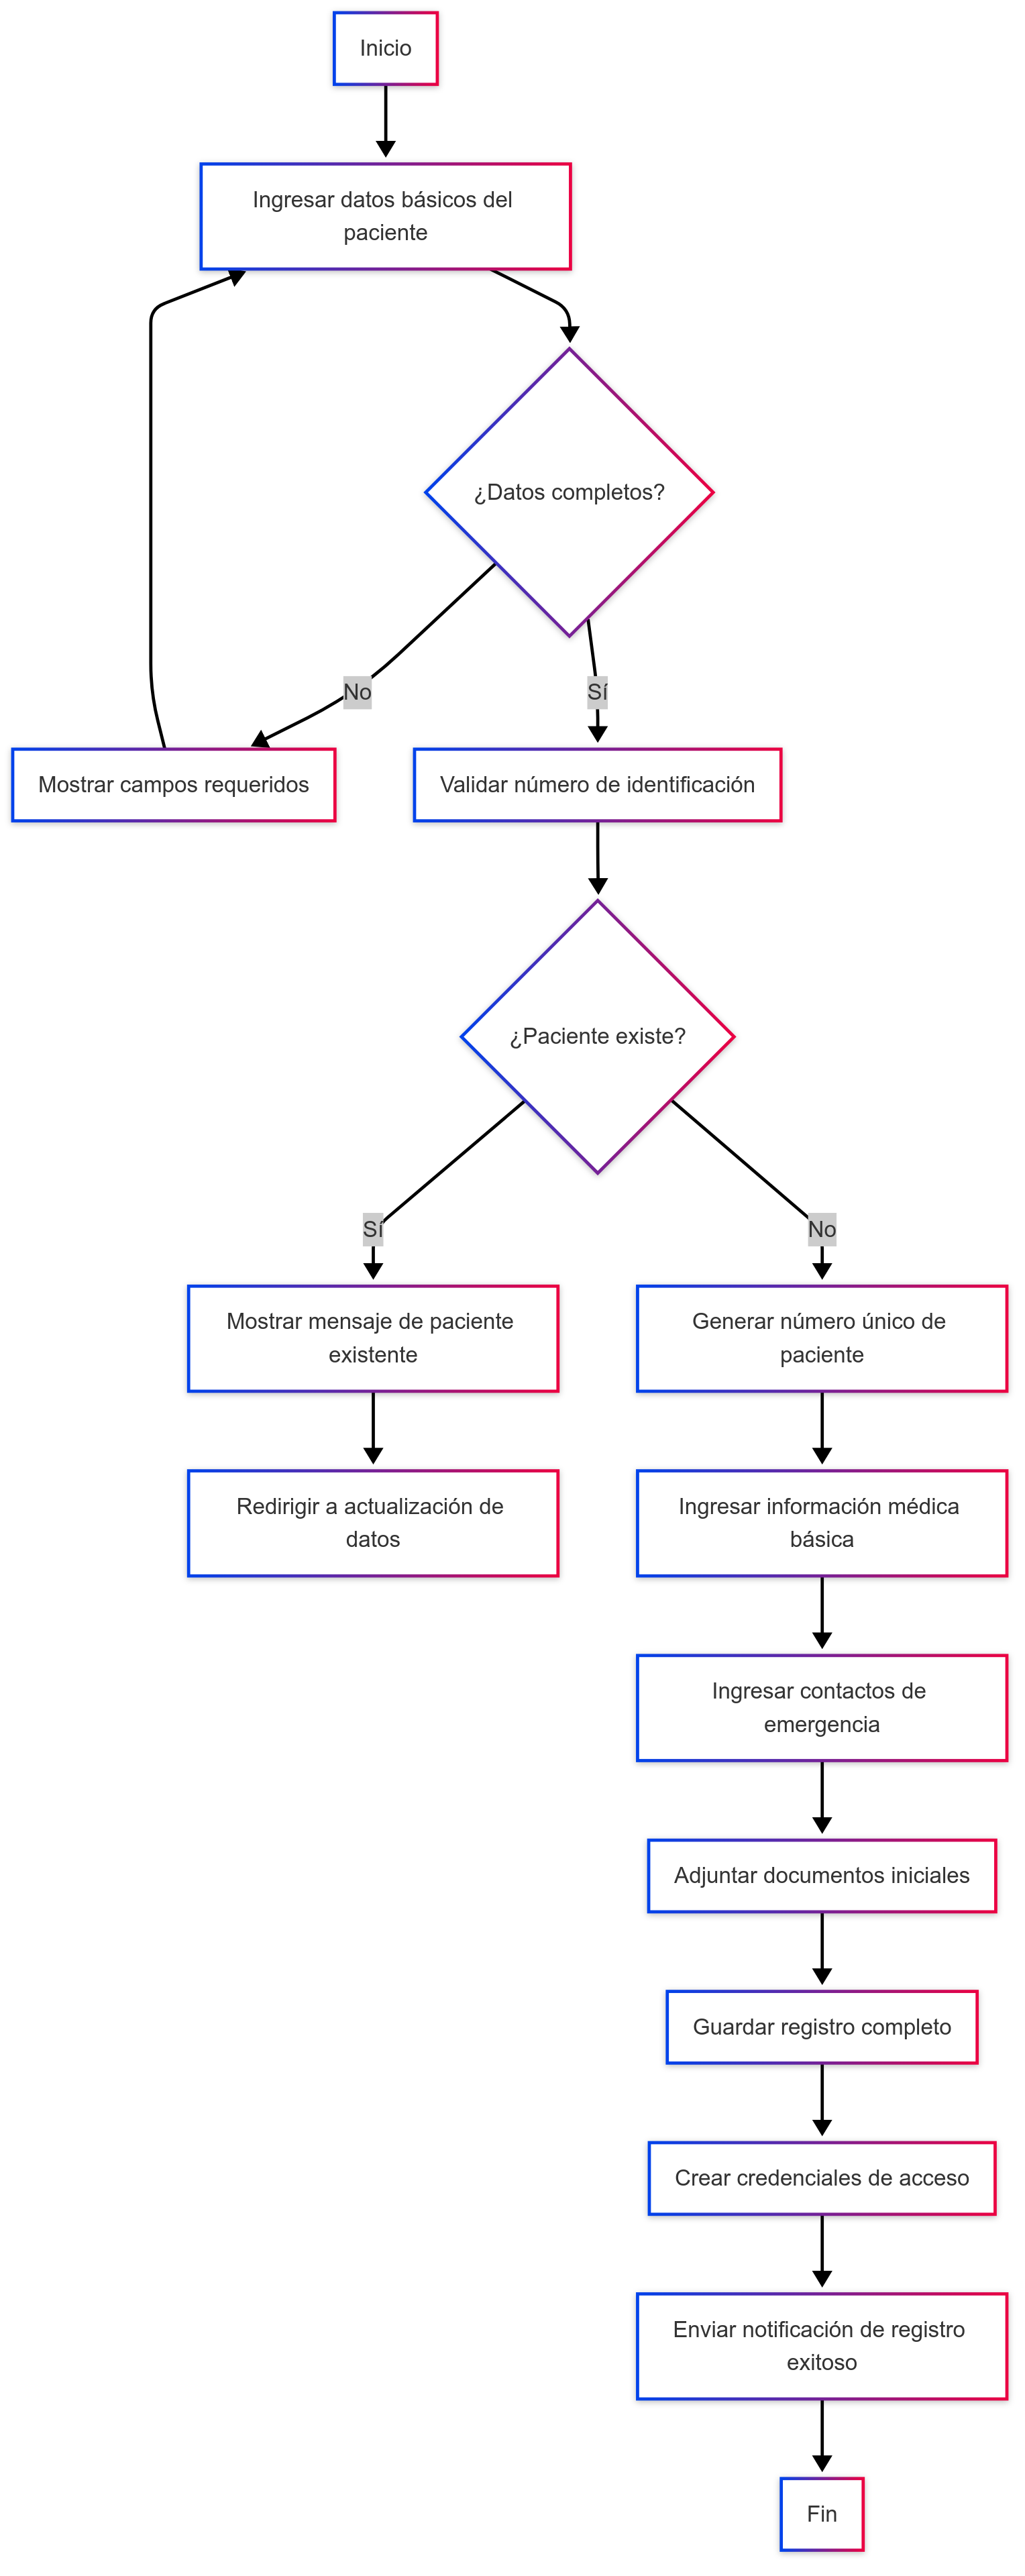 Inicio
Ingresar datos básicos del
paciente
¿Datos completos?
No
Sí
Mostrar campos requeridos
Validar número de identificación
¿Paciente existe?
Sí
No
Mostrar mensaje de paciente
existente
Generar número único de
paciente
Redirigir a actualización de
datos
Ingresar información médica
básica
Ingresar contactos de
emergencia
Adjuntar documentos iniciales
Guardar registro completo
Crear credenciales de acceso
Enviar notificación de registro
exitoso
Fin